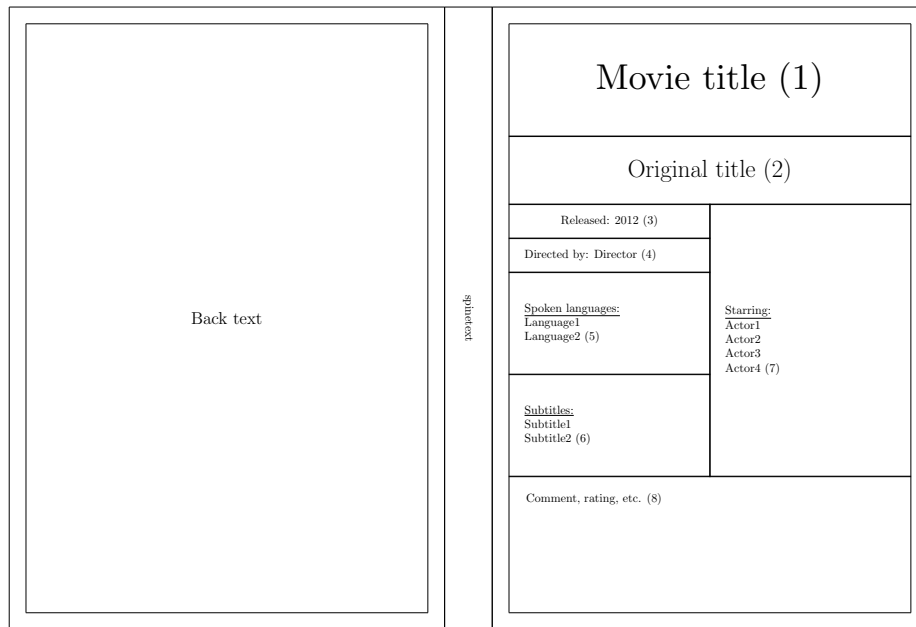 Back text
spinetext
Movie title (1)
Original title (2)
Released: 2012 (3)
Directed by: Director (4)
Spoken languages:
Language1
Language2 (5)
Subtitles:
Subtitle1
Subtitle2 (6)
Starring:
Actor1
Actor2
Actor3
Actor4 (7)
Comment, rating, etc. (8)